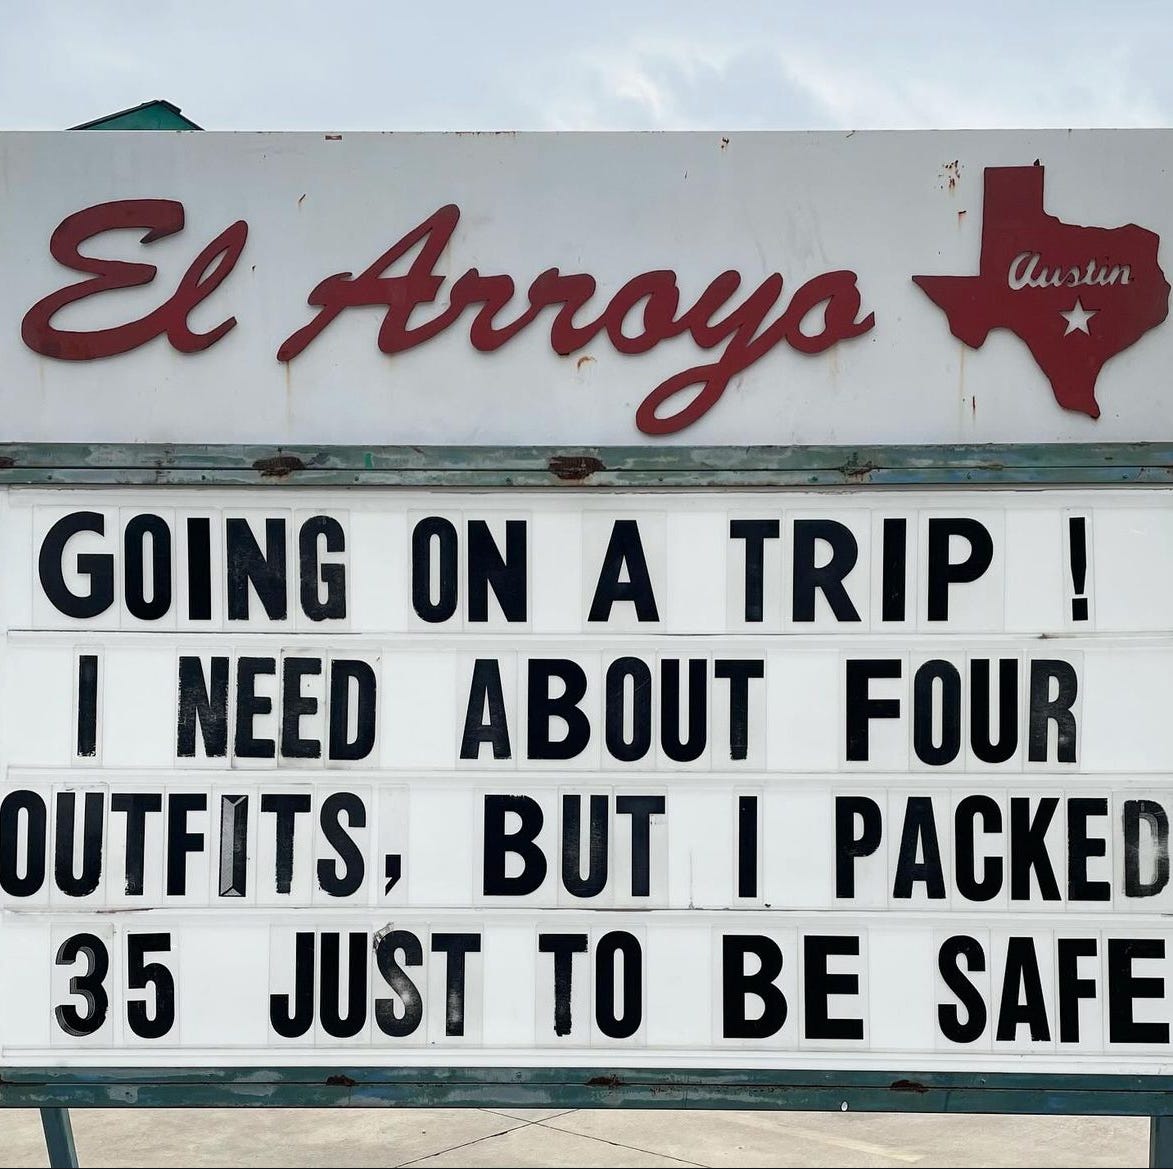 El Arroyo
Austin
GOING ON A TRIP !
I NEED ABOUT FOUR
OUTFITS, BUT I PACKED
35 JUST TO BE SAFE